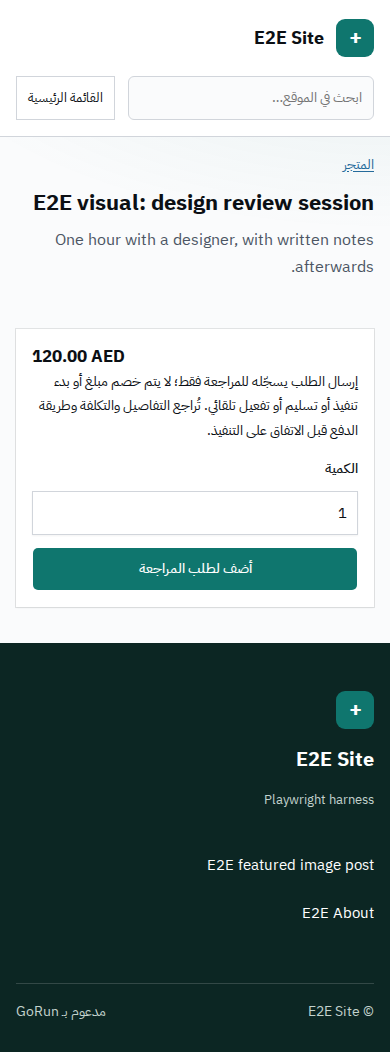 E2E Site
+
ابحث في الموقع...
القائمة الرئيسية
المتجر
E2E visual: design review session
One hour with a designer, with written notes
afterwards.
120.00 AED
إرسال الطلب يسجّله للمراجعة فقط؛ لا يتم خصم مبلغ أو بدء
تنفيذ أو تسليم أو تفعيل تلقائي. تُراجع التفاصيل والتكلفة وطريقة
الدفع قبل الاتفاق على التنفيذ.
الكمية
1
أضف لطلب المراجعة
+
E2E Site
Playwright harness
E2E featured image post
E2E About
© E2E Site
مدعوم بـ GoRun